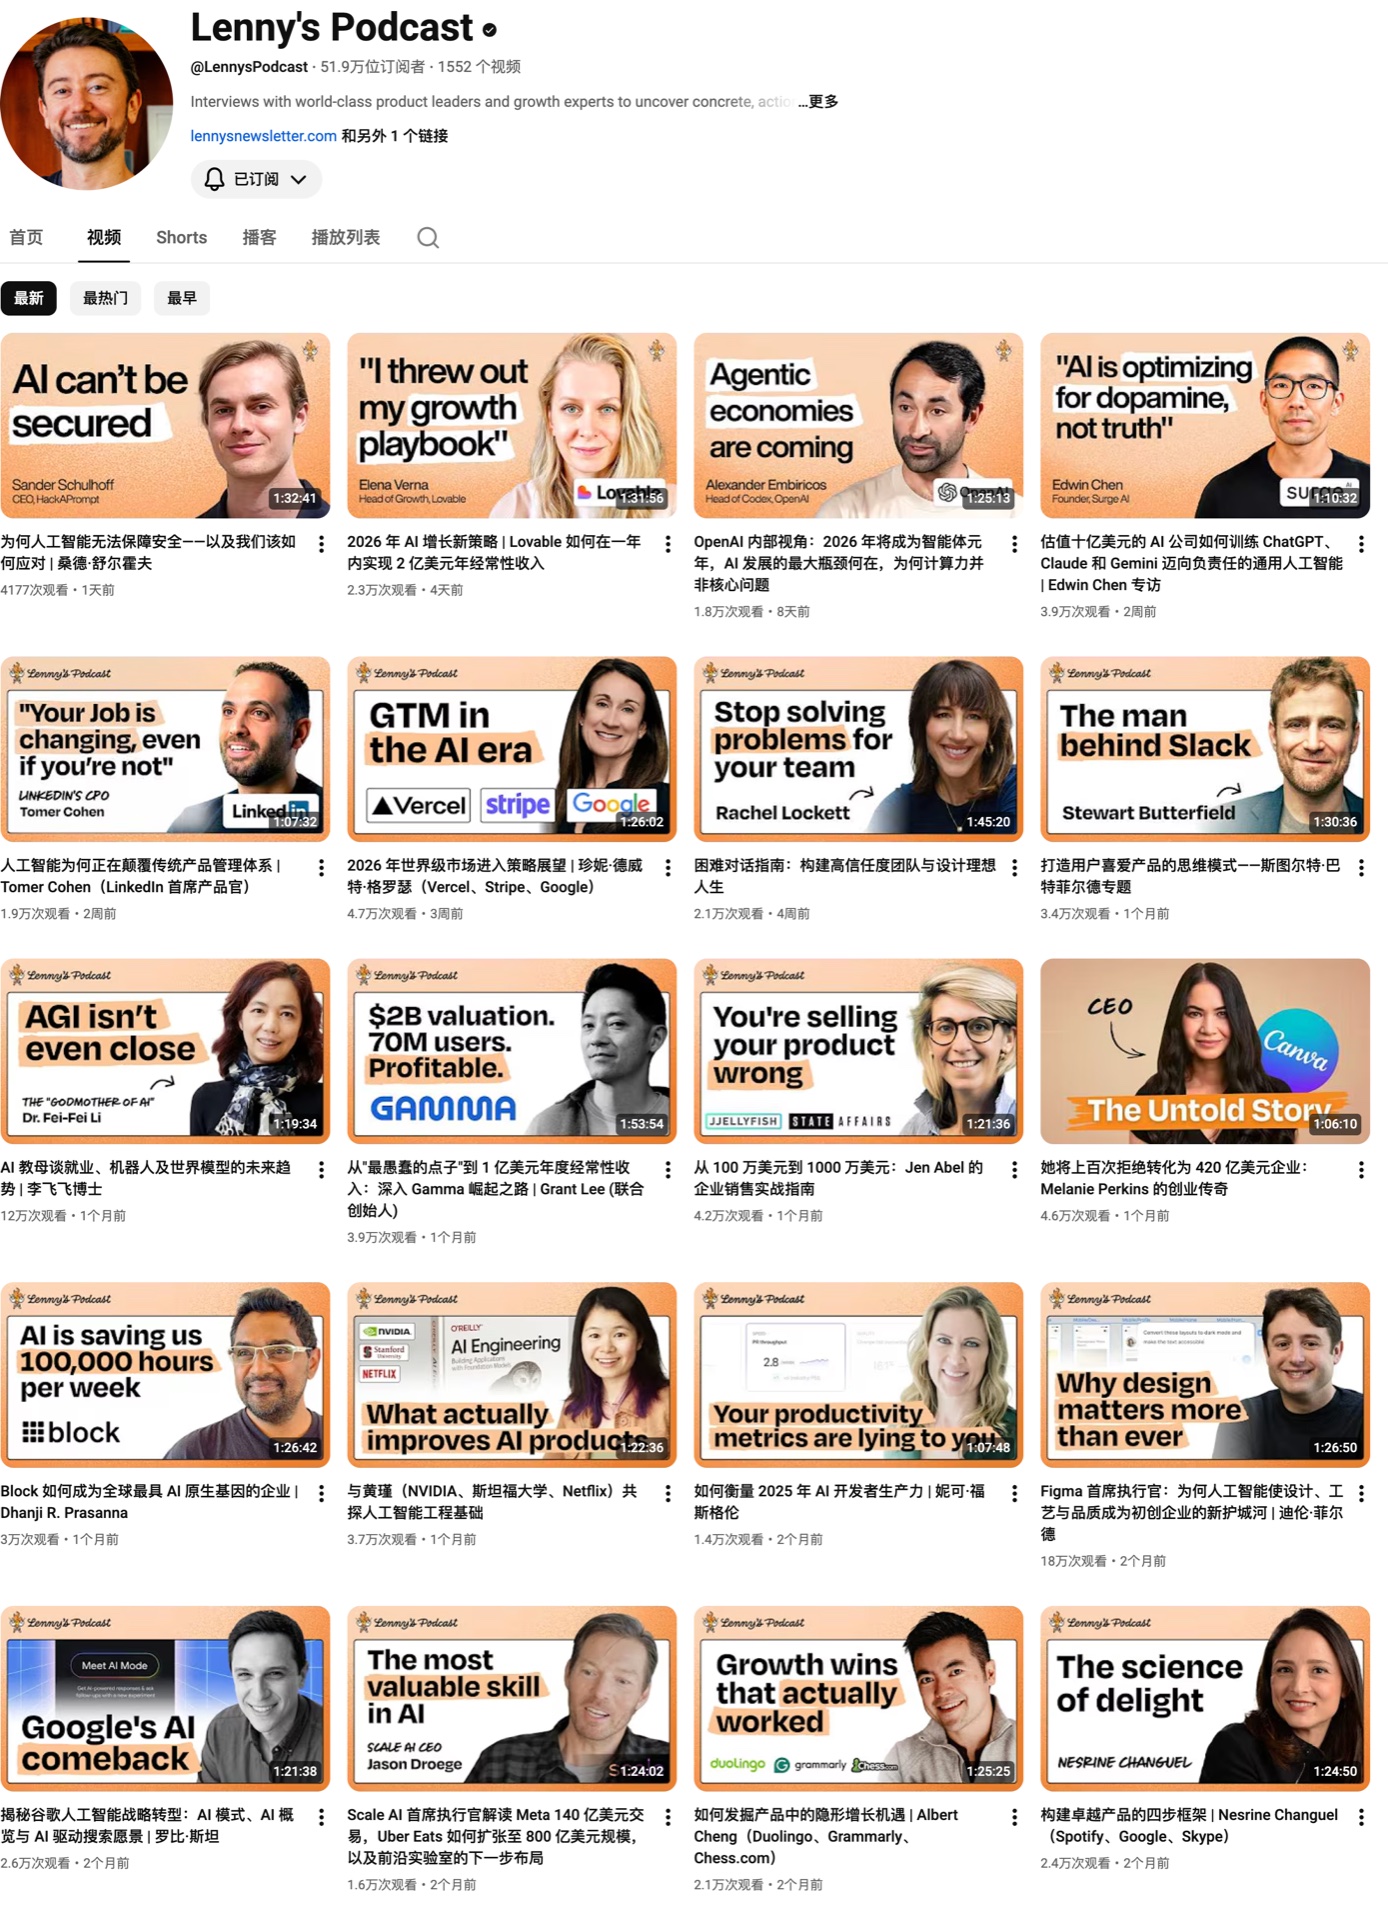 Lenny's Podcast
@LennysPodcast · 51.9万位订阅者 · 1552 个视频
Interviews with world-class product leaders and growth experts to uncover concrete, actio ...更多
lennysnewsletter.com 和另外 1 个链接
已订阅
首页 视频 Shorts 播客 播放列表
最新 最热门 最早
AI can't be
secured
Sander Schulhoff
CEO, HackAPrompt
1:32:41
为何人工智能无法保障安全——以及我们该如
何应对 | 桑德·舒尔霍夫
4177次观看 • 1天前
"I threw out
my growth
playbook"
Elena Verna
Head of Growth, Lovable
Lovable
1:31:56
2026 年 AI 增长新策略 | Lovable 如何在一年
内实现 2 亿美元年经常性收入
2.3万次观看 • 4天前
Agentic
economies
are coming
Alexander Embiricos
Head of Codex, OpenAI
OpenAI
1:25:13
OpenAI 内部视角：2026 年将成为智能体元
年，AI 发展的最大瓶颈何在，为何计算力并
非核心问题
1.8万次观看 • 8天前
"AI is optimizing
for dopamine,
not truth"
Edwin Chen
Founder, Surge AI
surge AI
1:10:32
估值十亿美元的 AI 公司如何训练 ChatGPT、
Claude 和 Gemini 迈向负责任的通用人工智能
| Edwin Chen 专访
3.9万次观看 • 2周前
Lenny's Podcast
"Your Job is
changing, even
if you're not"
LINKEDIN'S CPO
Tomer Cohen
Linkedin
1:07:32
人工智能为何正在颠覆传统产品管理体系 |
Tomer Cohen（LinkedIn 首席产品官）
1.9万次观看 • 2周前
Lenny's Podcast
GTM in
the AI era
Vercel stripe Google
1:26:02
2026 年世界级市场进入策略展望 | 珍妮·德威
特·格罗瑟（Vercel、Stripe、Google）
4.7万次观看 • 3周前
Lenny's Podcast
Stop solving
problems for
your team
Rachel Lockett
1:45:20
困难对话指南：构建高信任度团队与设计理想
人生
2.1万次观看 • 4周前
Lenny's Podcast
The man
behind Slack
Stewart Butterfield
1:30:36
打造用户喜爱产品的思维模式——斯图尔特·巴
特菲尔德专题
3.4万次观看 • 1个月前
Lenny's Podcast
AGI isn't
even close
THE "GODMOTHER OF AI"
Dr. Fei-Fei Li
1:19:34
AI 教母谈就业、机器人及世界模型的未来趋
势 | 李飞飞博士
12万次观看 • 1个月前
Lenny's Podcast
$2B valuation.
70M users.
Profitable.
GAMMA
1:53:54
从"最愚蠢的点子"到 1 亿美元年度经常性收
入：深入 Gamma 崛起之路 | Grant Lee (联合
创始人)
3.9万次观看 • 1个月前
Lenny's Podcast
You're selling
your product
wrong
JJELLYFISH STATE AFFAIRS
1:21:36
从 100 万美元到 1000 万美元：Jen Abel 的
企业销售实战指南
4.2万次观看 • 1个月前
CEO
Canva
The Untold Story
1:06:10
她将上百次拒绝转化为 420 亿美元企业：
Melanie Perkins 的创业传奇
4.6万次观看 • 1个月前
Lenny's Podcast
AI is saving us
100,000 hours
per week
block
1:26:42
Block 如何成为全球最具 AI 原生基因的企业 |
Dhanji R. Prasanna
3万次观看 • 1个月前
Lenny's Podcast
NVIDIA
Stanford
University
NETFLIX
O'REILLY
AI Engineering
Building Applications
with Foundation Models
What actually
improves AI products
1:22:36
与黄瑾（NVIDIA、斯坦福大学、Netflix）共
探人工智能工程基础
3.7万次观看 • 1个月前
Lenny's Podcast
PR throughput
2.8
Your productivity
metrics are lying to you
1:07:48
如何衡量 2025 年 AI 开发者生产力 | 妮可·福
斯格伦
1.4万次观看 • 2个月前
Lenny's Podcast
Convert these layouts to dark mode and
make the text accessible
Why design
matters more
than ever
1:26:50
Figma 首席执行官：为何人工智能使设计、工
艺与品质成为初创企业的新护城河 | 迪伦·菲尔
德
18万次观看 • 2个月前
Lenny's Podcast
Meet AI Mode
Get AI-powered responses & ask
follow-ups with a new experiment
Google's AI
comeback
1:21:38
揭秘谷歌人工智能战略转型：AI 模式、AI 概
览与 AI 驱动搜索愿景 | 罗比·斯坦
2.6万次观看 • 2个月前
Lenny's Podcast
The most
valuable skill
in AI
SCALE AI CEO
Jason Droege
1:24:02
Scale AI 首席执行官解读 Meta 140 亿美元交
易，Uber Eats 如何扩张至 800 亿美元规模，
以及前沿实验室的下一步布局
1.6万次观看 • 2个月前
Lenny's Podcast
Growth wins
that actually
worked
duolingo grammarly Chess.com
1:25:25
如何发掘产品中的隐形增长机遇 | Albert
Cheng（Duolingo、Grammarly、
Chess.com）
2.1万次观看 • 2个月前
Lenny's Podcast
The science
of delight
NESRINE CHANGUEL
1:24:50
构建卓越产品的四步框架 | Nesrine Changuel
（Spotify、Google、Skype）
2.4万次观看 • 2个月前